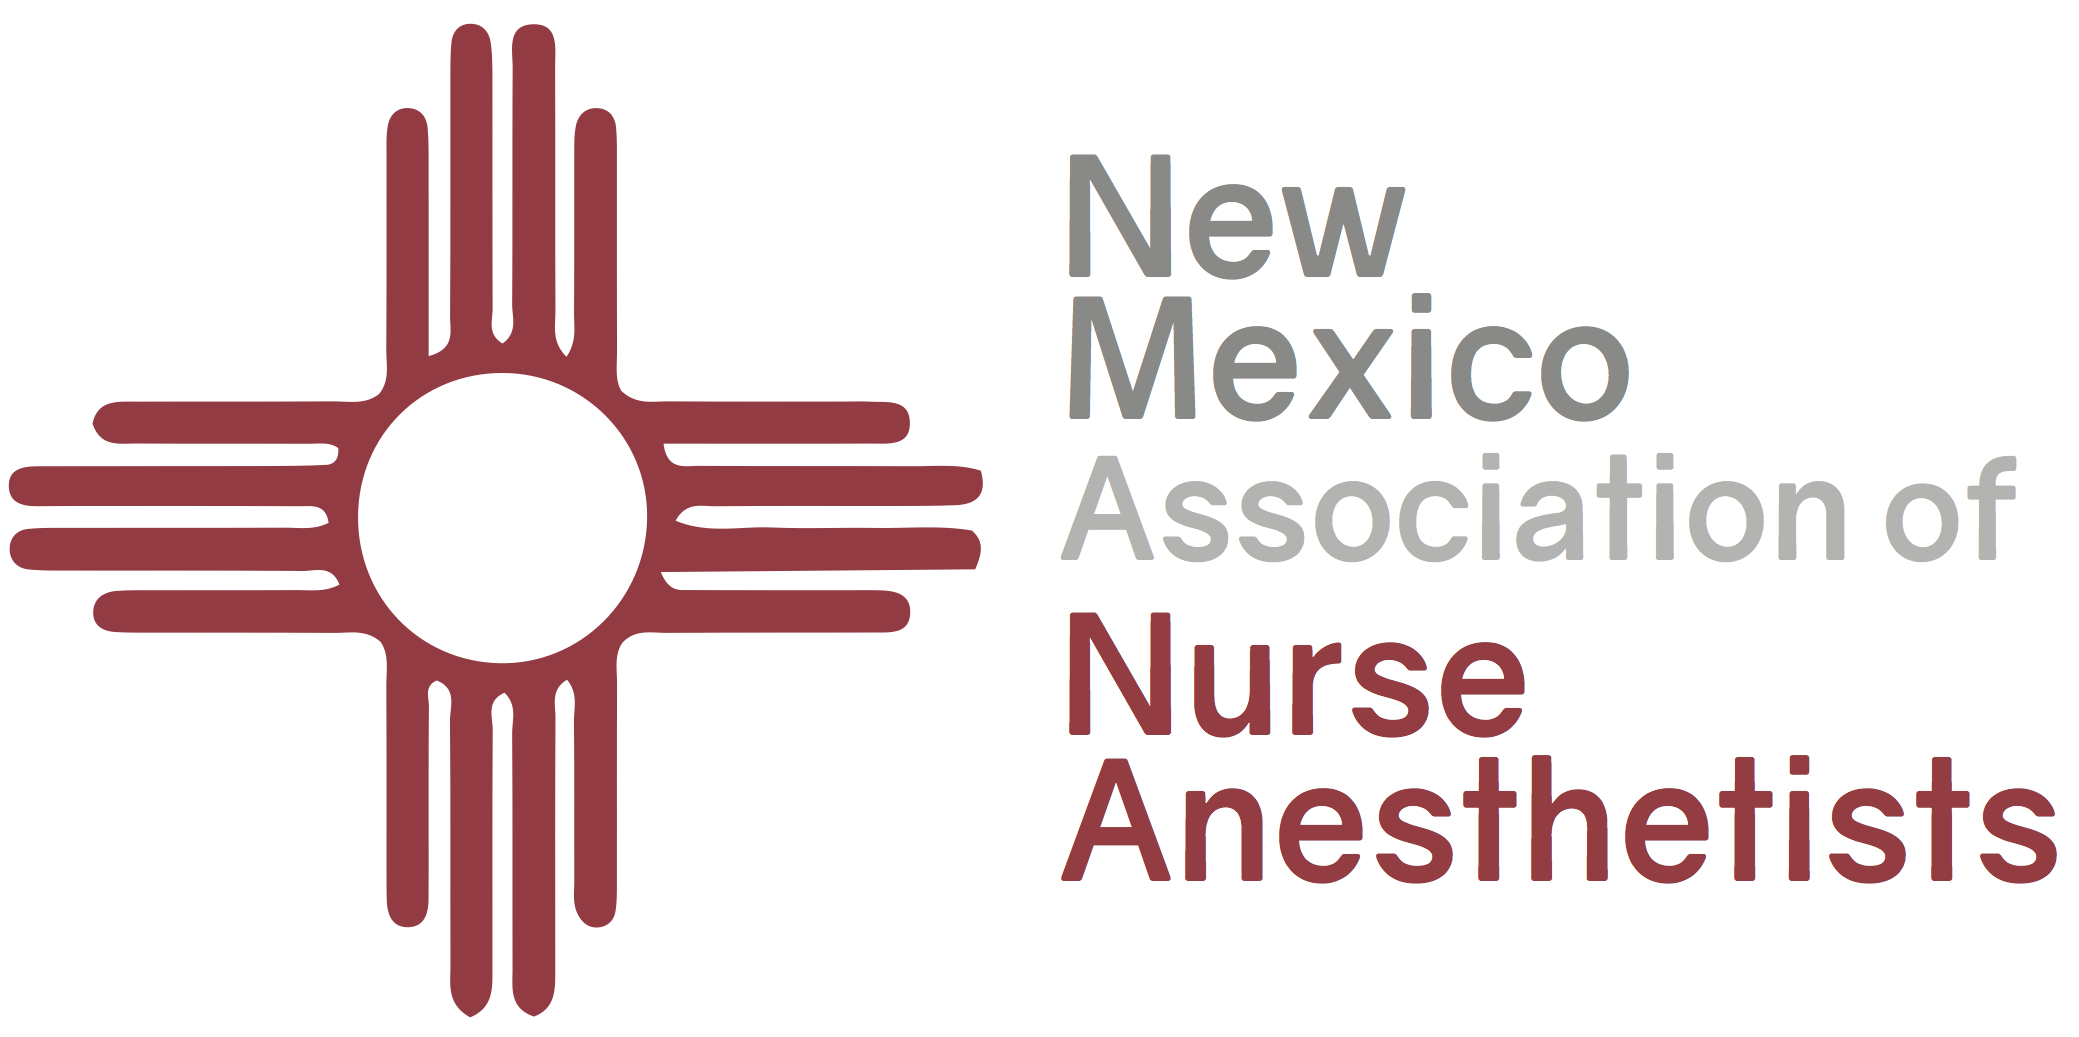 New
Mexico
Association of
Nurse
Anesthetists